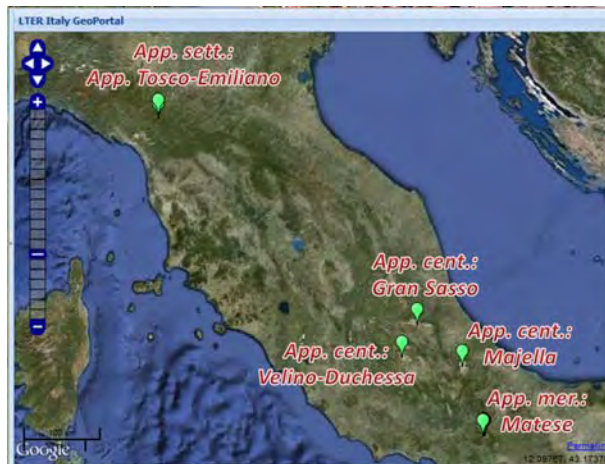 LTER Italy GeoPortal
App. sett.:
App. Tosco-Emiliano
App. cent.:
Gran Sasso
App. cent.:
Velino-Duchessa
App. cent.:
Majella
App. mer.:
Matese
Google